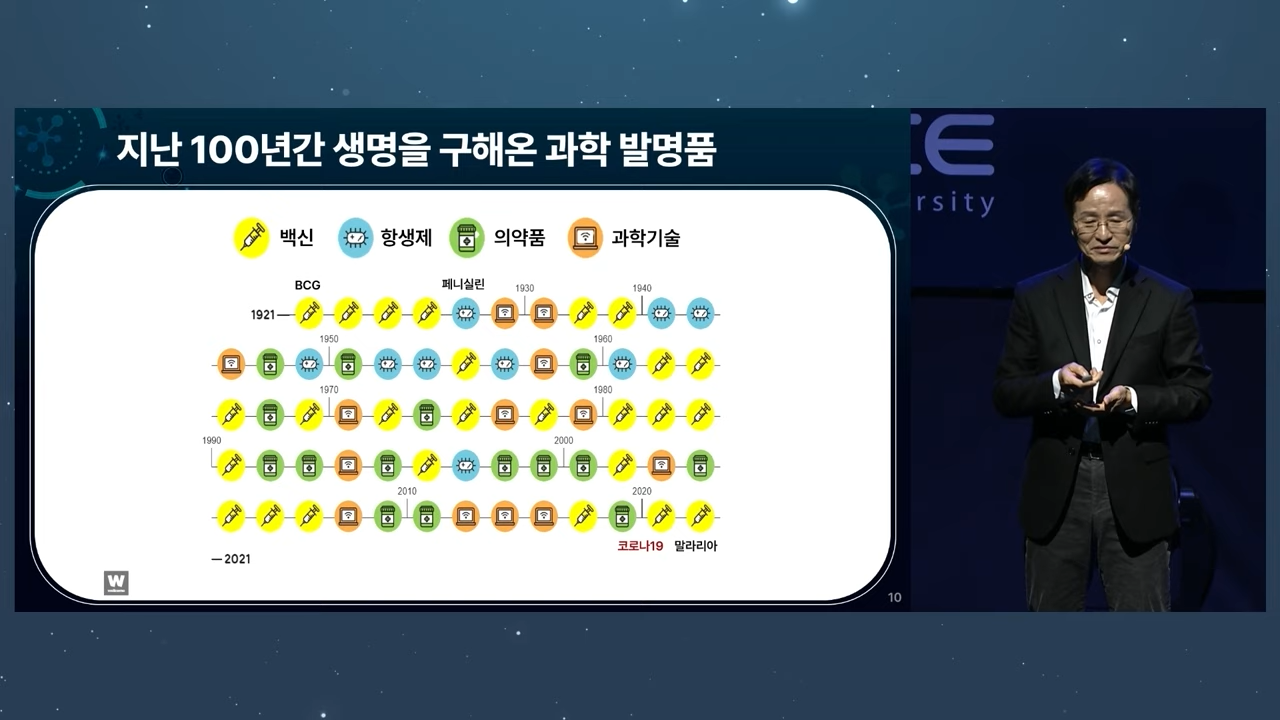 지난 100년간 생명을 구해온 과학 발명품
백신 항생제 의약품 과학기술
BCG 페니실린
1930 1940
1921
1950 1960
1970 1980
1990 2000
2010 2020
코로나19 말라리아
2021
W
10
CE
rsity